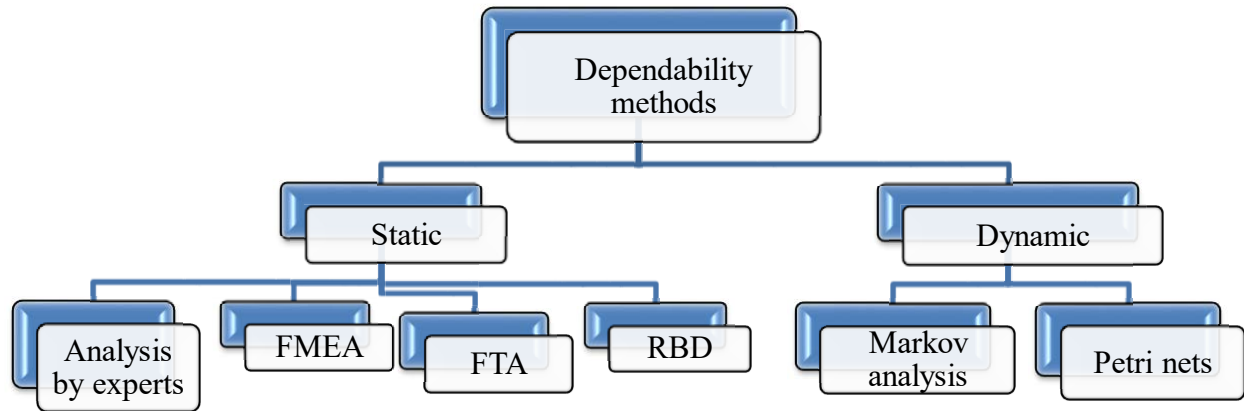 Dependability
methods
Static
Dynamic
Analysis
by experts
FMEA
FTA
RBD
Markov
analysis
Petri nets